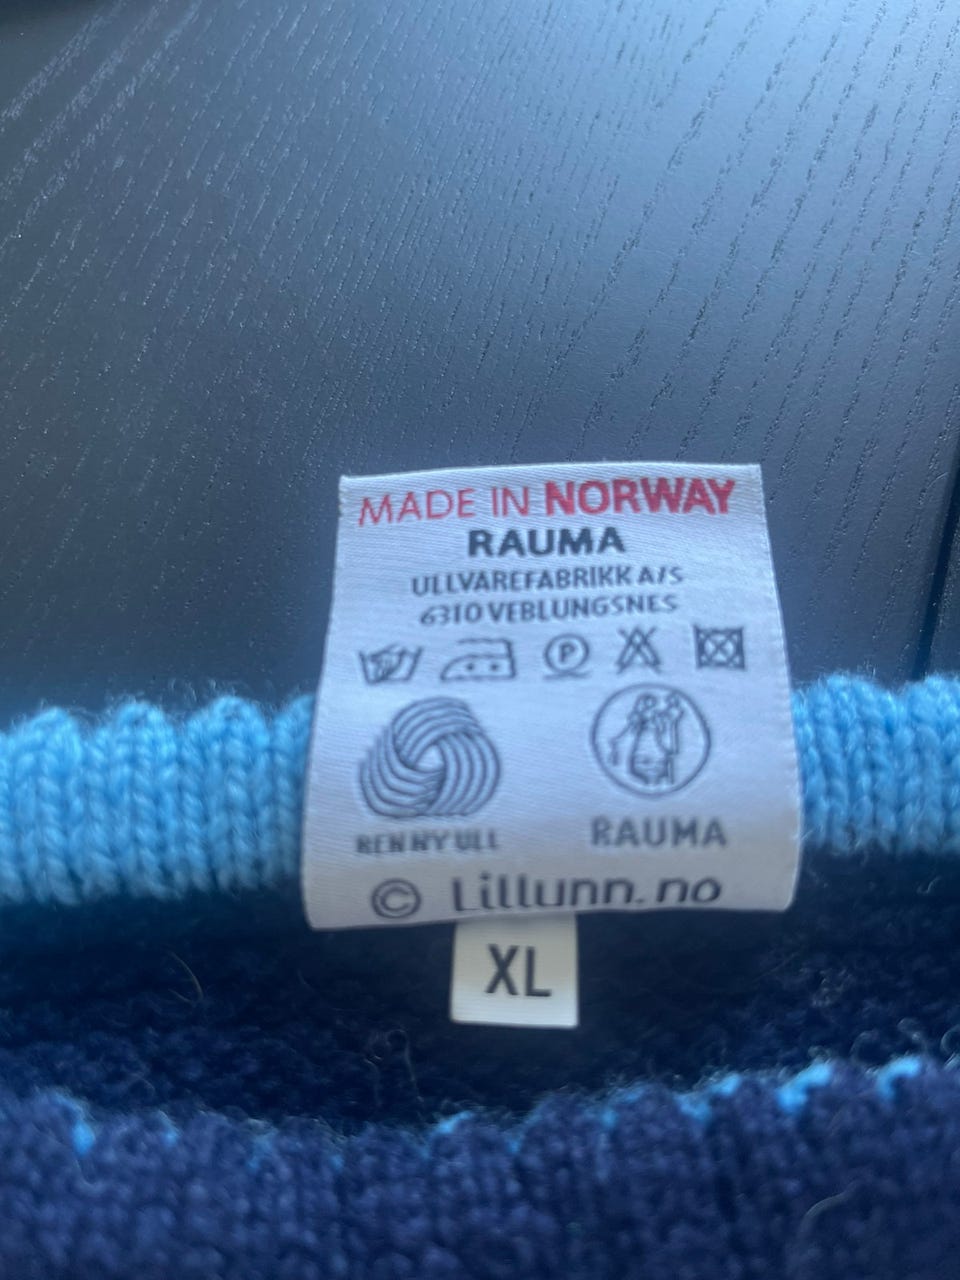 MADE IN NORWAY
RAUMA
ULLVAREFABRIKK A/S
6310 VEBLUNGSNES
P
REN NY ULL
RAUMA
© Lillunn.no
XL